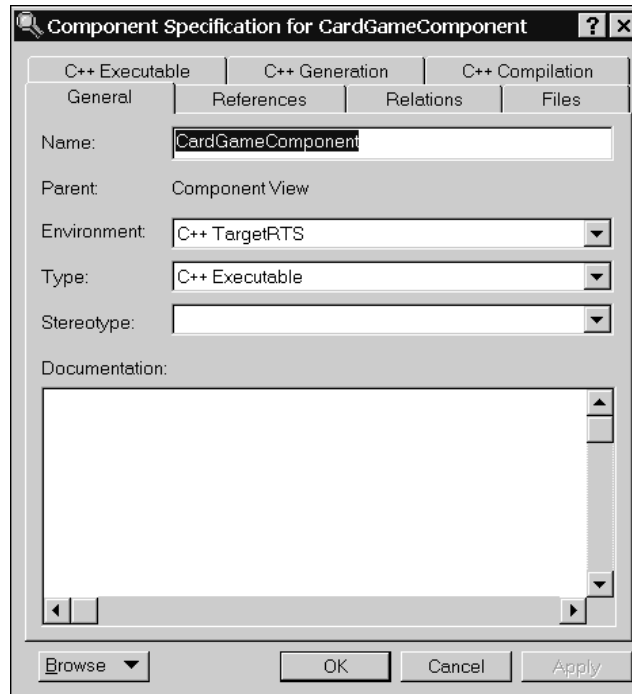 Component Specification for CardGameComponent ? X
C++ Executable C++ Generation C++ Compilation
General References Relations Files
Name: CardGameComponent
Parent: Component View
Environment: C++ TargetRTS
Type: C++ Executable
Stereotype:
Documentation:
Browse OK Cancel Apply